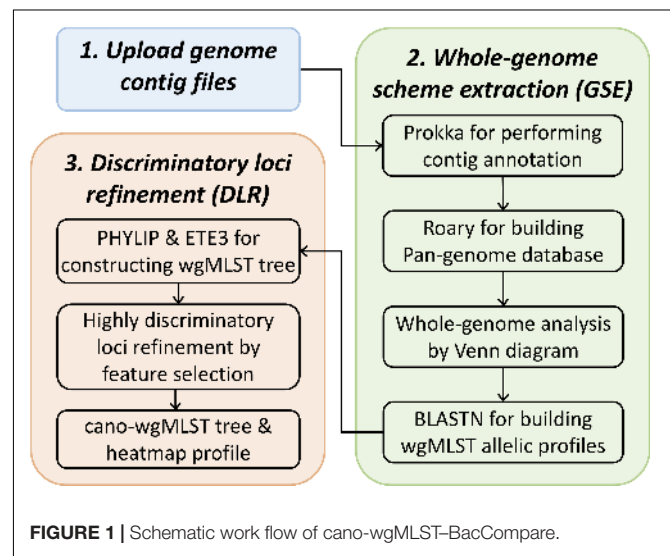 1. Upload genome
contig files
2. Whole-genome
scheme extraction (GSE)
Prokka for performing
contig annotation
Roary for building
Pan-genome database
Whole-genome analysis
by Venn diagram
BLASTN for building
wgMLST allelic profiles
3. Discriminatory loci
refinement (DLR)
PHYLIP & ETE3 for
constructing wgMLST tree
Highly discriminatory
loci refinement by
feature selection
cano-wgMLST tree &
heatmap profile
FIGURE 1 | Schematic work flow of cano-wgMLST–BacCompare.